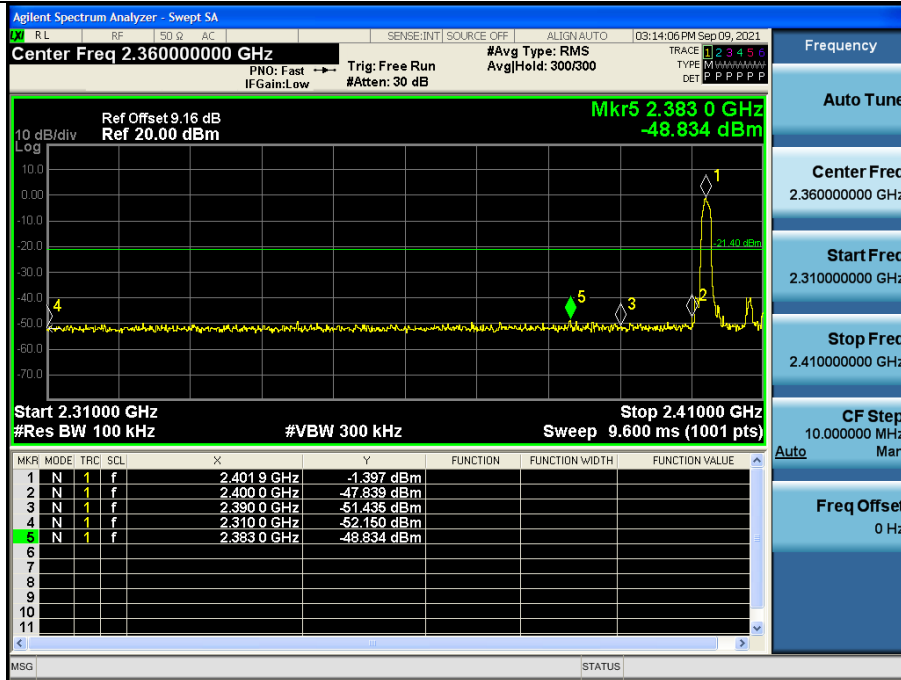 Agilent Spectrum Analyzer - Swept SA
LXI RL RF 50 Ω AC SENSE:INT SOURCE OFF ALIGN AUTO 03:14:06 PM Sep 09, 2021
Center Freq 2.360000000 GHz
PNO: Fast
IFGain:Low
Trig: Free Run
#Atten: 30 dB
#Avg Type: RMS
Avg|Hold: 300/300
TRACE 1 2 3 4 5 6
TYPE M
DET P P P P P P
Frequency
Auto Tune
Center Freq
2.360000000 GHz
Start Freq
2.310000000 GHz
Stop Freq
2.410000000 GHz
CF Step
10.000000 MHz
Auto Man
Freq Offset
0 Hz
Mkr5 2.383 0 GHz
-48.834 dBm
Ref Offset 9.16 dB
10 dB/div Ref 20.00 dBm
Log
10.0
0.00
-10.0
-20.0
-30.0
-40.0
-50.0
-60.0
-70.0
1
-21.40 dBm
4
5
3
2
Start 2.31000 GHz Stop 2.41000 GHz
#Res BW 100 kHz #VBW 300 kHz Sweep 9.600 ms (1001 pts)
MKR MODE TRC SCL X Y FUNCTION FUNCTION WIDTH FUNCTION VALUE
1 N 1 f 2.401 9 GHz -1.397 dBm
2 N 1 f 2.400 0 GHz -47.839 dBm
3 N 1 f 2.390 0 GHz -51.435 dBm
4 N 1 f 2.310 0 GHz -52.150 dBm
5 N 1 f 2.383 0 GHz -48.834 dBm
6
7
8
9
10
11
MSG STATUS